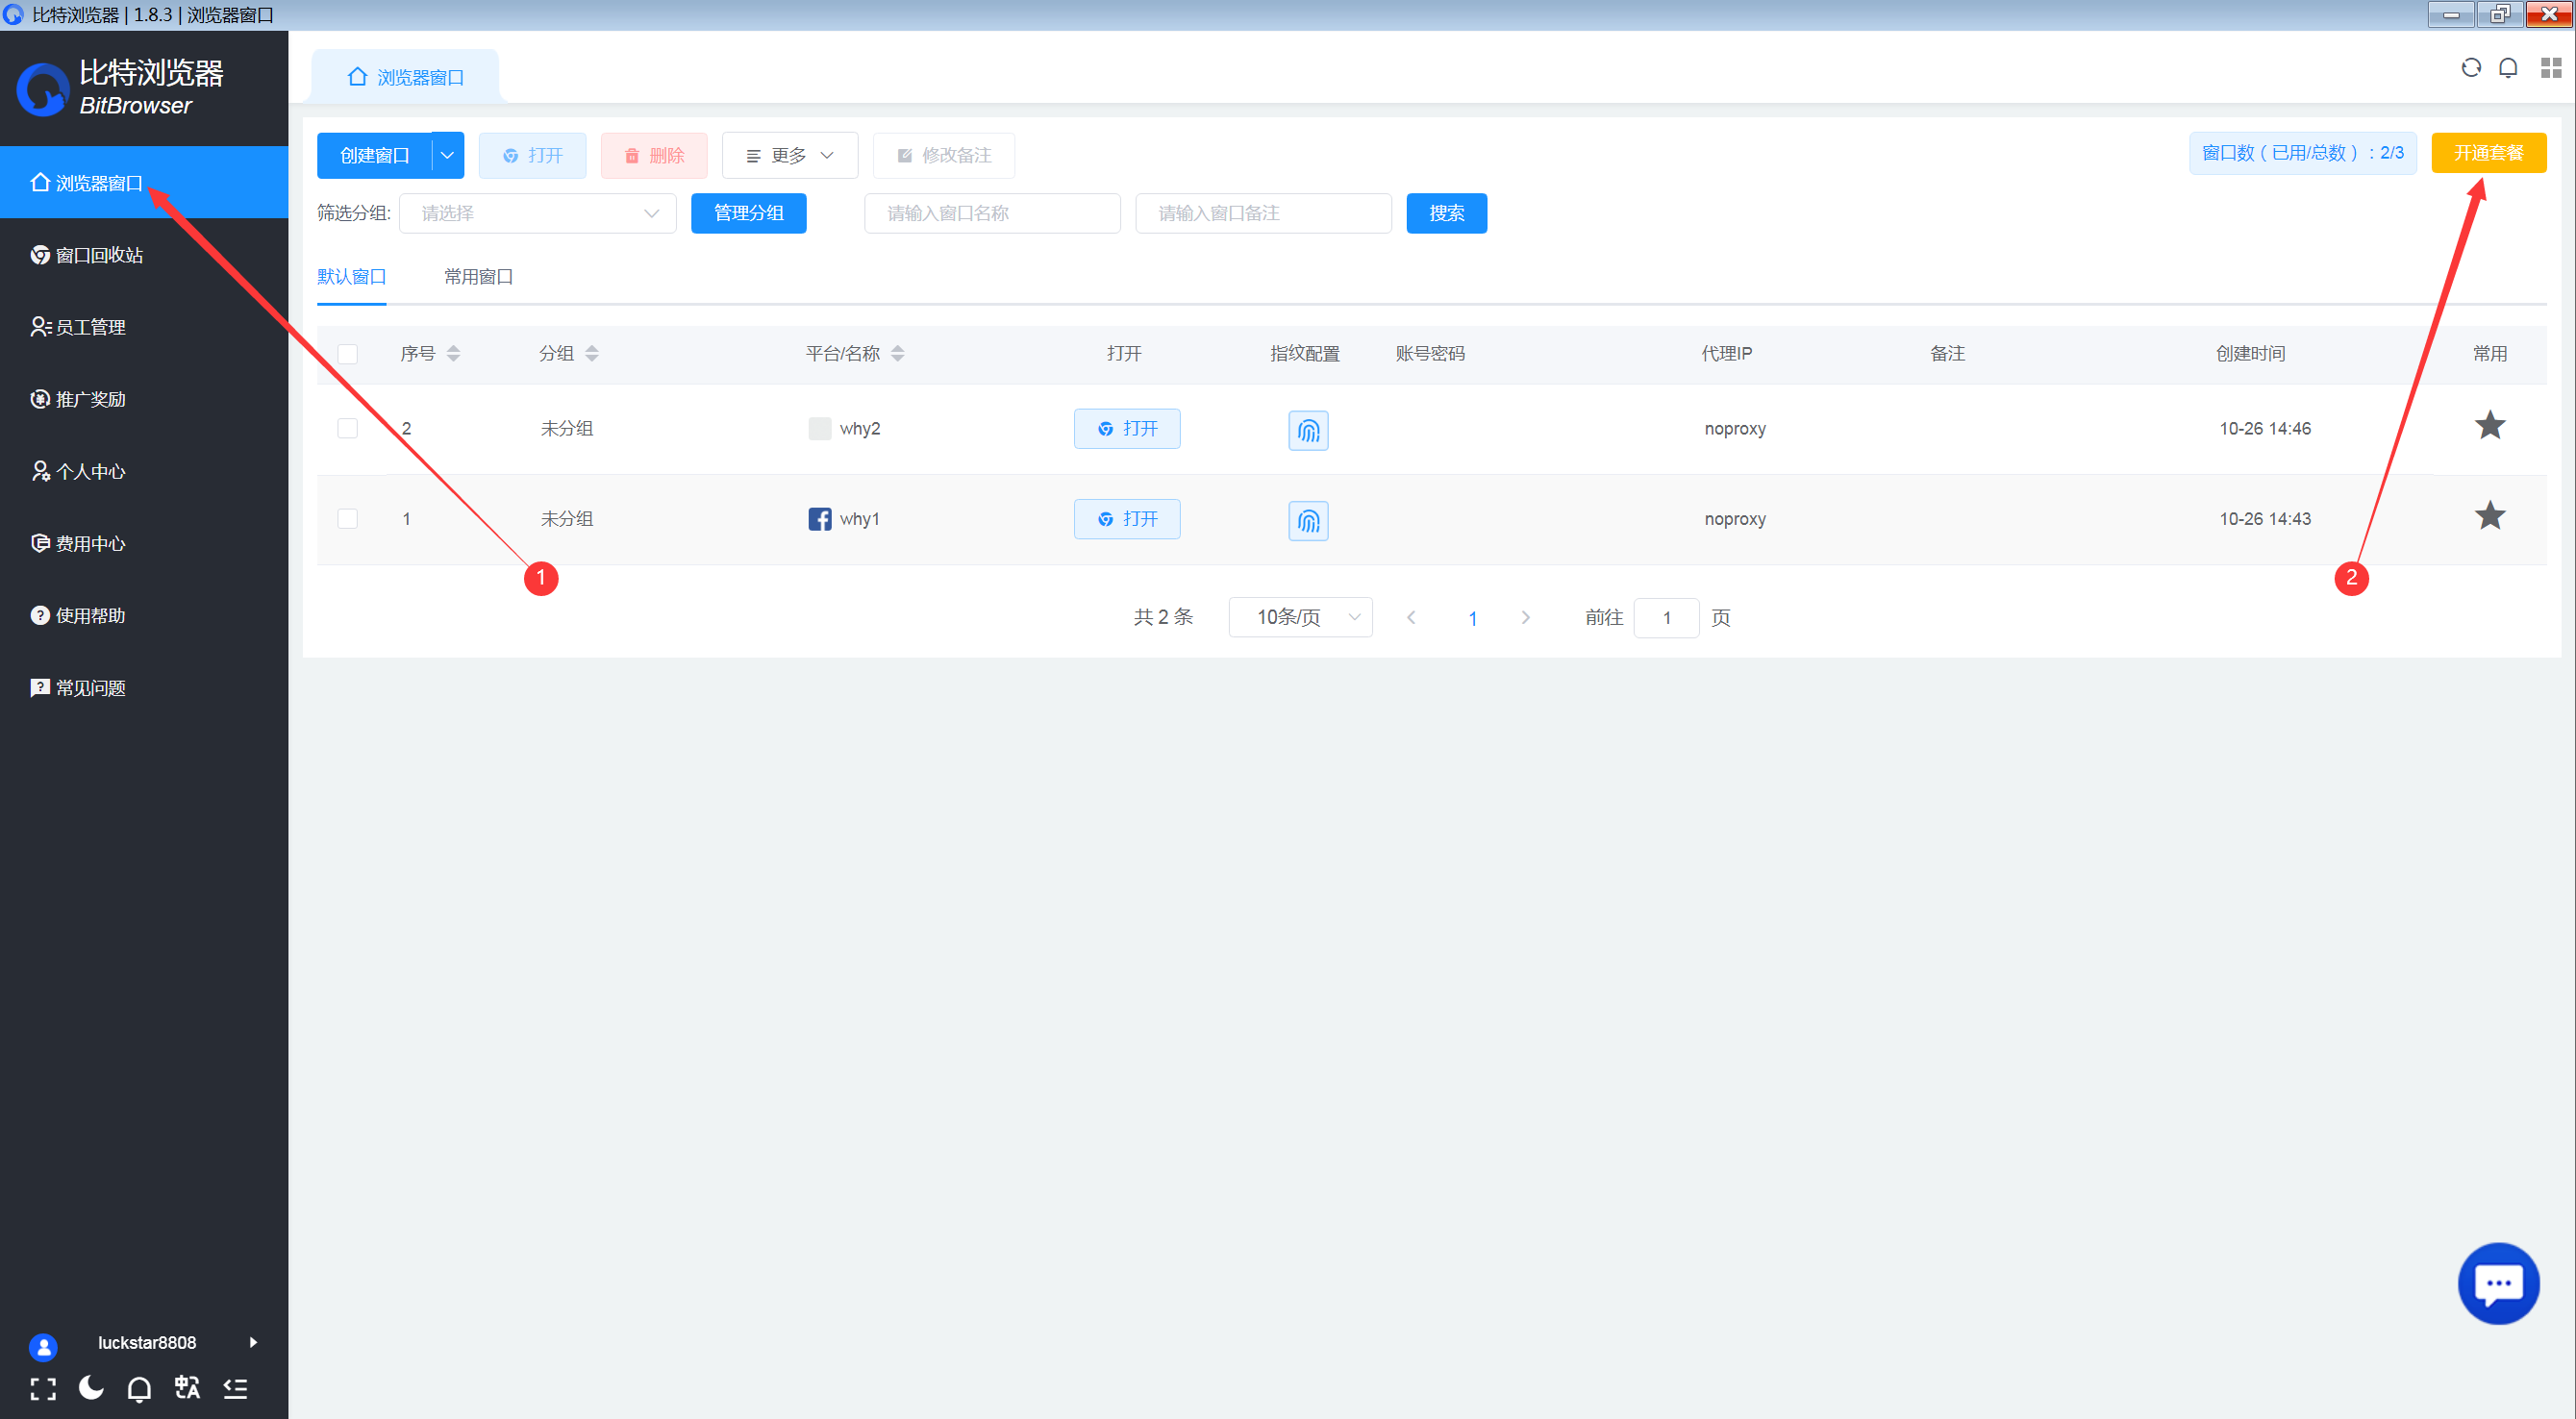 比特浏览器 | 1.8.3 | 浏览器窗口
比特浏览器
BitBrowser
浏览器窗口
窗口回收站
员工管理
推广奖励
个人中心
费用中心
使用帮助
常见问题
luckstar8808
浏览器窗口
创建窗口 打开 删除 更多 修改备注 窗口数（已用/总数）：2/3 开通套餐
筛选分组: 请选择 管理分组 请输入窗口名称 请输入窗口备注 搜索
默认窗口 常用窗口
序号 分组 平台/名称 打开 指纹配置 账号密码 代理IP 备注 创建时间 常用
2 未分组 why2 打开 noproxy 10-26 14:46
1 未分组 why1 打开 noproxy 10-26 14:43
1 2
共 2 条 10条/页 1 前往 1 页